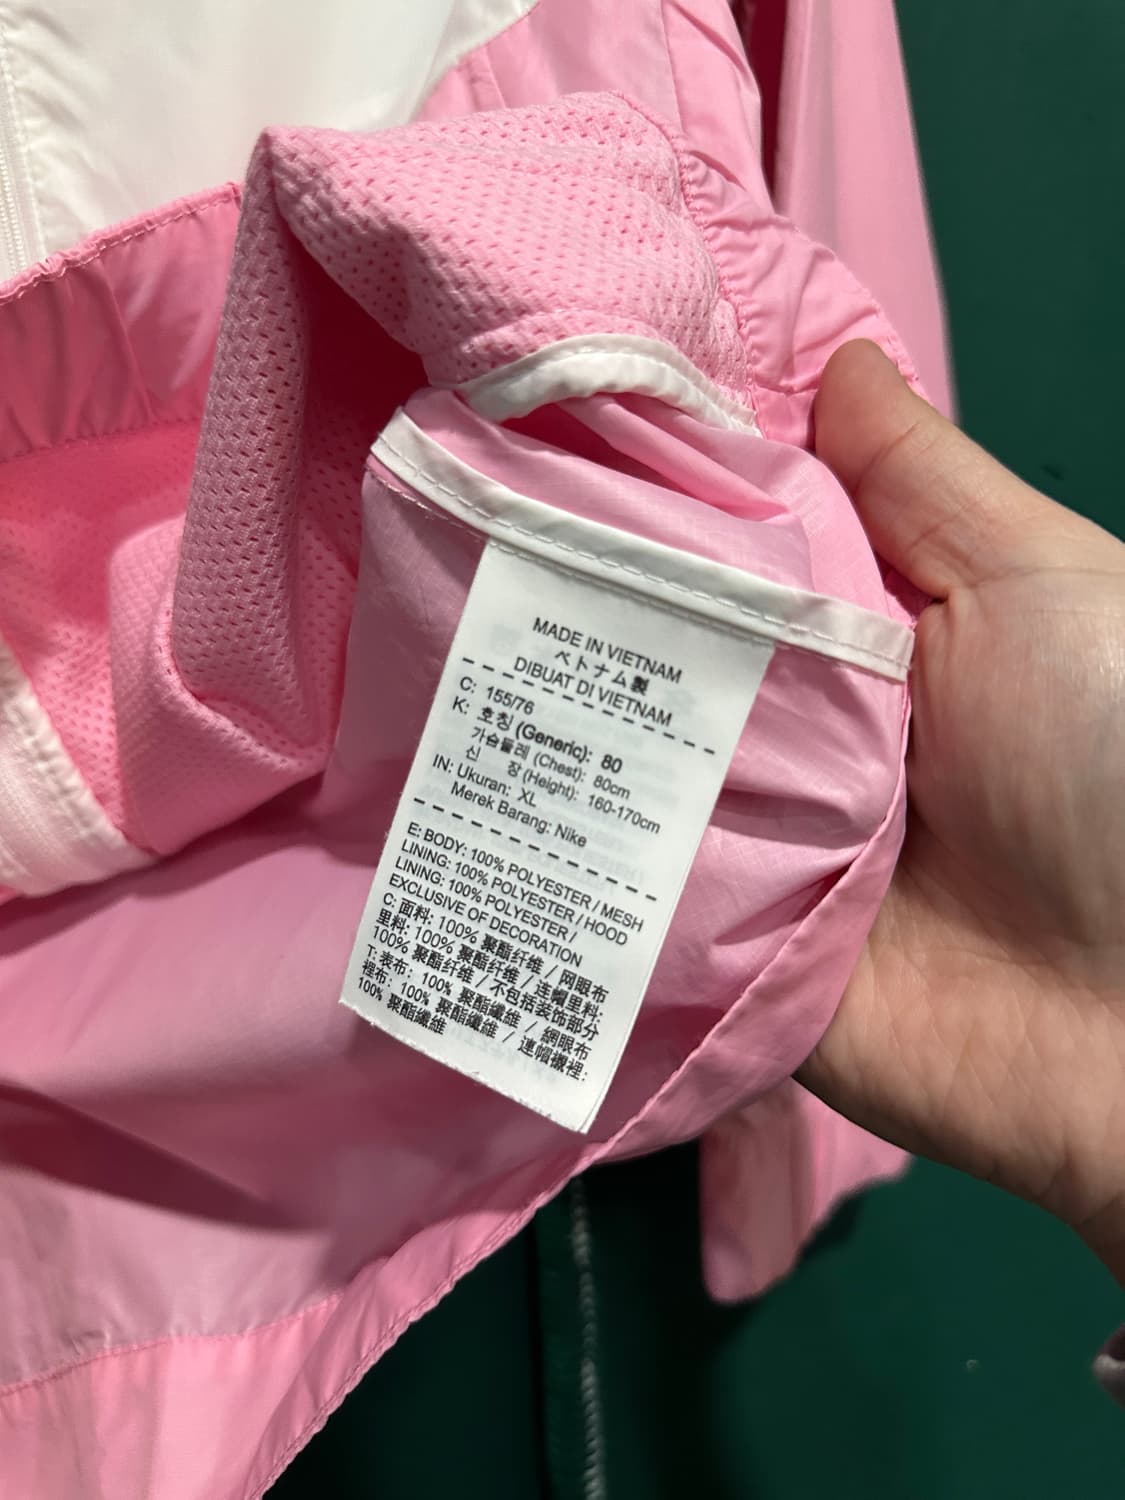 MADE IN VIETNAM
ベトナム製
DIBUAT DI VIETNAM
C: 155/76
K: 호칭 (Generic): 80
가슴둘레 (Chest): 80cm
신 장 (Height): 160-170cm
IN: Ukuran: XL
Merek Barang: Nike
E: BODY: 100% POLYESTER / MESH
LINING: 100% POLYESTER / HOOD
LINING: 100% POLYESTER /
EXCLUSIVE OF DECORATION
C: 面料: 100% 聚酯纤维 / 网眼布
里料: 100% 聚酯纤维 / 连帽里料:
100% 聚酯纤维 / 不包括装饰部分
T: 表布: 100% 聚酯纖維 / 網眼布
裡布: 100% 聚酯纖維 / 連帽襯裡:
100% 聚酯纖維